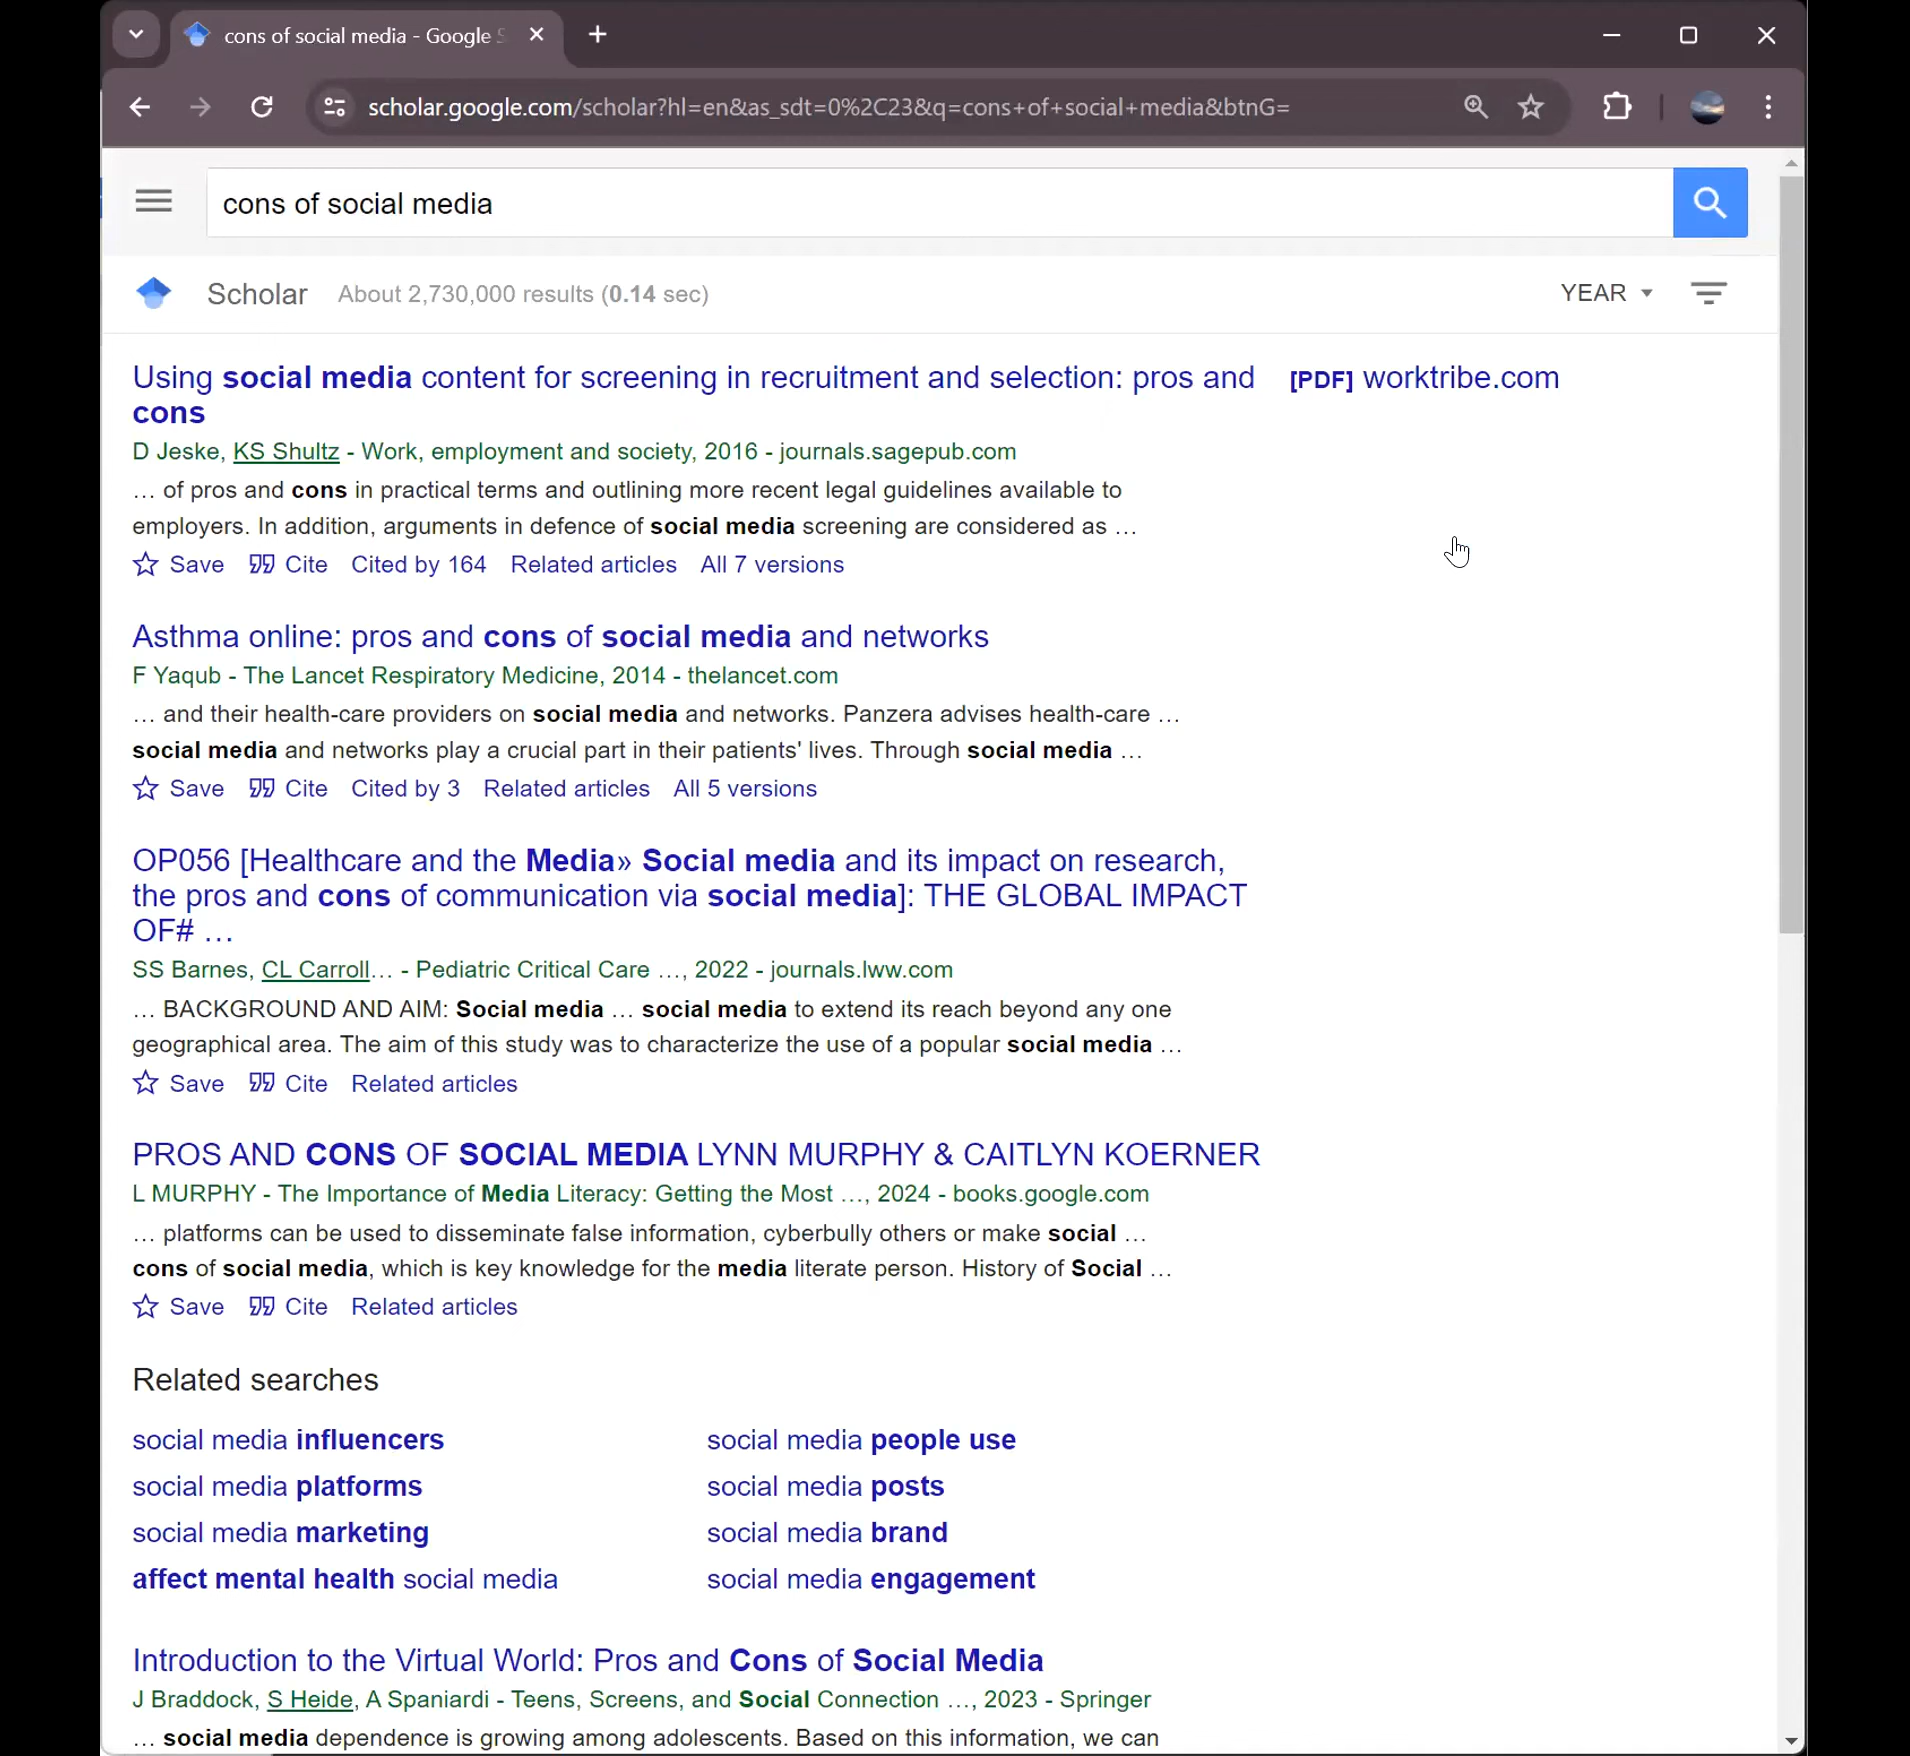 cons of social media - Google S
scholar.google.com/scholar?hl=en&as_sdt=0%2C23&q=cons+of+social+media&btnG=
cons of social media
Scholar About 2,730,000 results (0.14 sec) YEAR
Using social media content for screening in recruitment and selection: pros and
cons
[PDF] worktribe.com
D Jeske, KS Shultz - Work, employment and society, 2016 - journals.sagepub.com
… of pros and cons in practical terms and outlining more recent legal guidelines available to
employers. In addition, arguments in defence of social media screening are considered as …
Save Cite Cited by 164 Related articles All 7 versions
Asthma online: pros and cons of social media and networks
F Yaqub - The Lancet Respiratory Medicine, 2014 - thelancet.com
… and their health-care providers on social media and networks. Panzera advises health-care …
social media and networks play a crucial part in their patients' lives. Through social media …
Save Cite Cited by 3 Related articles All 5 versions
OP056 [Healthcare and the Media» Social media and its impact on research,
the pros and cons of communication via social media]: THE GLOBAL IMPACT
OF# …
SS Barnes, CL Carroll… - Pediatric Critical Care …, 2022 - journals.lww.com
… BACKGROUND AND AIM: Social media … social media to extend its reach beyond any one
geographical area. The aim of this study was to characterize the use of a popular social media …
Save Cite Related articles
PROS AND CONS OF SOCIAL MEDIA LYNN MURPHY & CAITLYN KOERNER
L MURPHY - The Importance of Media Literacy: Getting the Most …, 2024 - books.google.com
… platforms can be used to disseminate false information, cyberbully others or make social …
cons of social media, which is key knowledge for the media literate person. History of Social …
Save Cite Related articles
Related searches
social media influencers
social media platforms
social media marketing
affect mental health social media
social media people use
social media posts
social media brand
social media engagement
Introduction to the Virtual World: Pros and Cons of Social Media
J Braddock, S Heide, A Spaniardi - Teens, Screens, and Social Connection …, 2023 - Springer
… social media dependence is growing among adolescents. Based on this information, we can